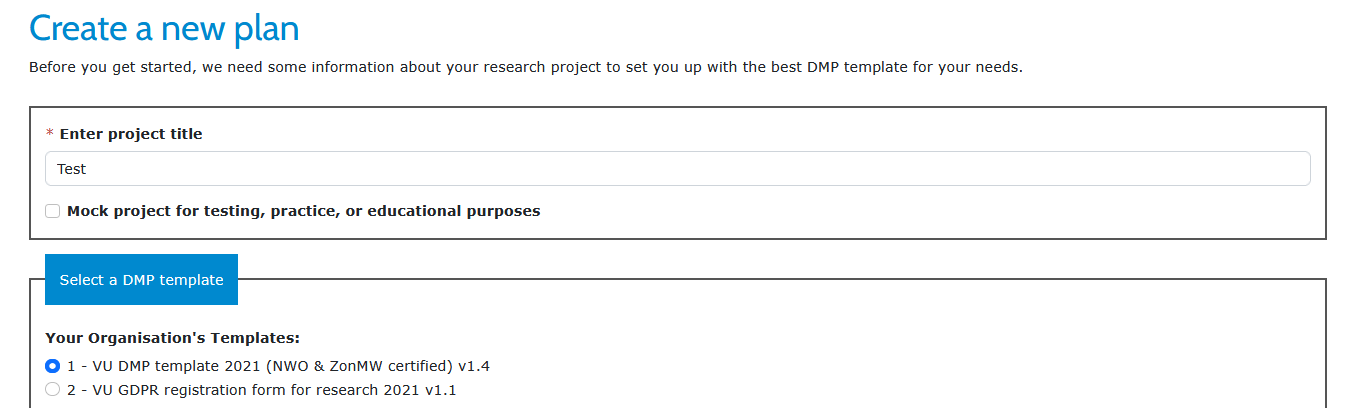 Create a new plan
Before you get started, we need some information about your research project to set you up with the best DMP template for your needs.
* Enter project title
Test
Mock project for testing, practice, or educational purposes
Select a DMP template
Your Organisation's Templates:
1 - VU DMP template 2021 (NWO & ZonMW certified) v1.4
2 - VU GDPR registration form for research 2021 v1.1